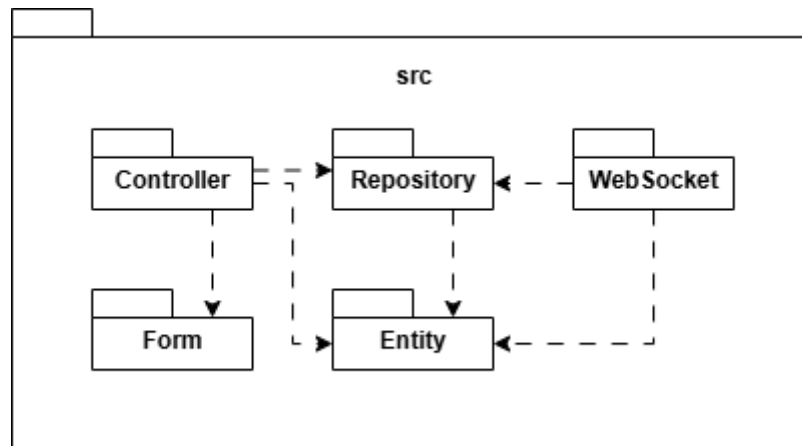 src
Controller
Repository
WebSocket
Form
Entity